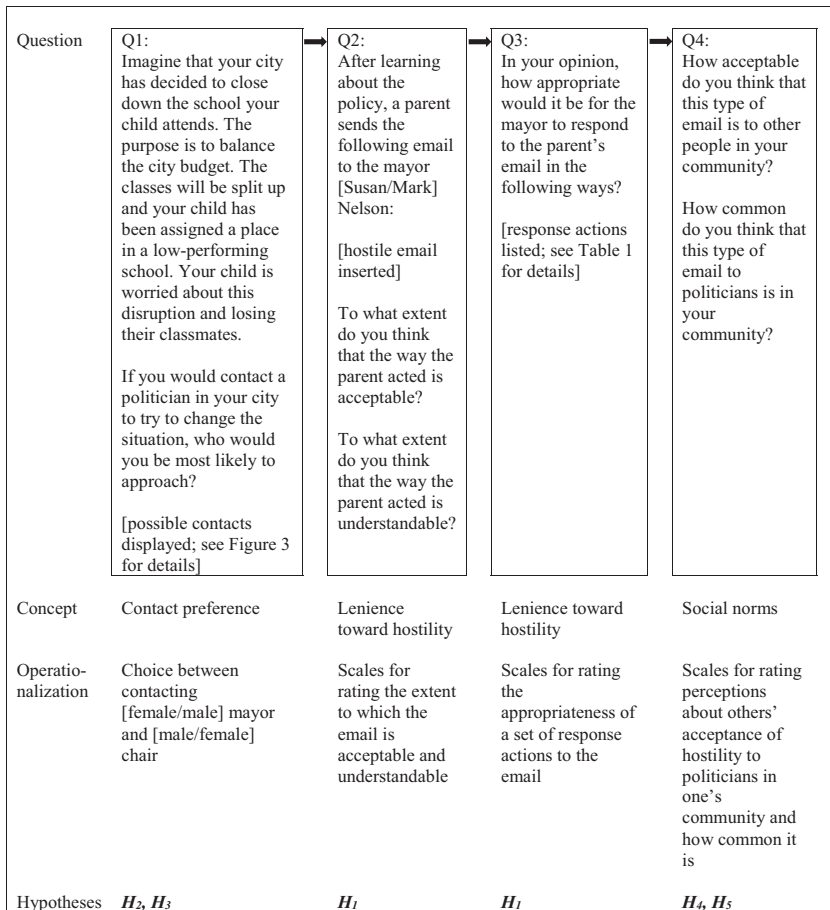 Question
Q1:
Imagine that your city
has decided to close
down the school your
child attends. The
purpose is to balance
the city budget. The
classes will be split up
and your child has
been assigned a place
in a low-performing
school. Your child is
worried about this
disruption and losing
their classmates.
If you would contact a
politician in your city
to try to change the
situation, who would
you be most likely to
approach?
[possible contacts
displayed; see Figure 3
for details]
Q2:
After learning
about the
policy, a parent
sends the
following email
to the mayor
[Susan/Mark]
Nelson:
[hostile email
inserted]
To what extent
do you think
that the way the
parent acted is
acceptable?
To what extent
do you think
that the way the
parent acted is
understandable?
Q3:
In your opinion,
how appropriate
would it be for the
mayor to respond
to the parent's
email in the
following ways?
[response actions
listed; see Table 1
for details]
Q4:
How acceptable
do you think that
this type of
email is to other
people in your
community?
How common
do you think that
this type of
email to
politicians is in
your
community?
Concept
Contact preference
Lenience
toward hostility
Lenience toward
hostility
Social norms
Operatio-
nalization
Choice between
contacting
[female/male] mayor
and [male/female]
chair
Scales for
rating the extent
to which the
email is
acceptable and
understandable
Scales for rating
the
appropriateness of
a set of response
actions to the
email
Scales for rating
perceptions
about others'
acceptance of
hostility to
politicians in
one's
community and
how common it
is
Hypotheses
H2, H3
H1
H1
H4, H5